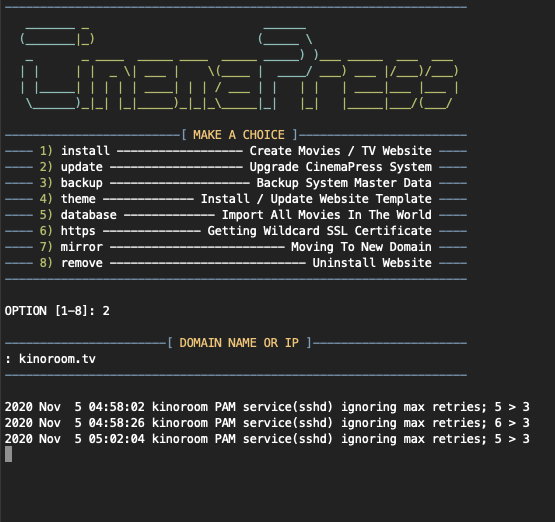 CinemaPress
[ MAKE A CHOICE ]
1) install Create Movies / TV Website
2) update Upgrade CinemaPress System
3) backup Backup System Master Data
4) theme Install / Update Website Template
5) database Import All Movies In The World
6) https Getting Wildcard SSL Certificate
7) mirror Moving To New Domain
8) remove Uninstall Website
OPTION [1-8]: 2
[ DOMAIN NAME OR IP ]
: kinoroom.tv
2020 Nov  5 04:58:02 kinoroom PAM service(sshd) ignoring max retries; 5 > 3
2020 Nov  5 04:58:26 kinoroom PAM service(sshd) ignoring max retries; 6 > 3
2020 Nov  5 05:02:04 kinoroom PAM service(sshd) ignoring max retries; 5 > 3